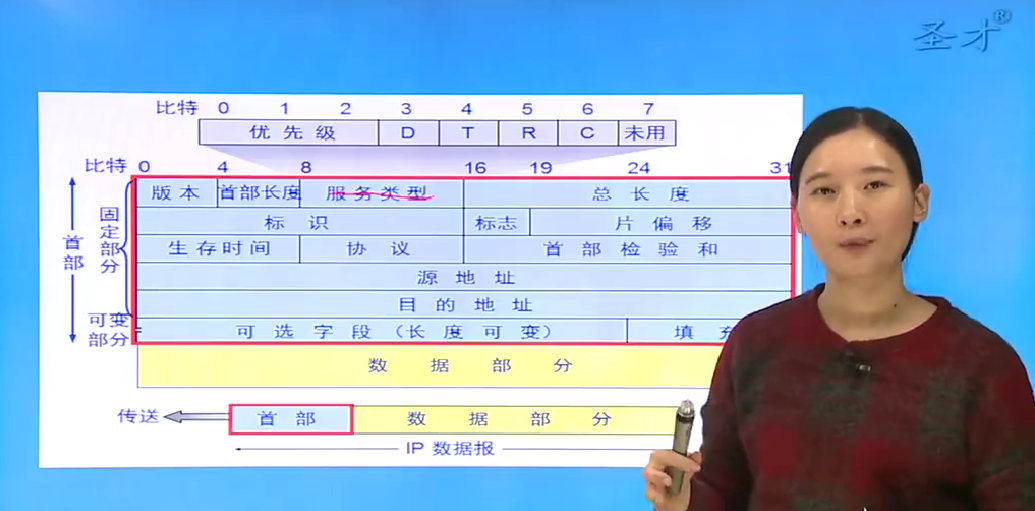 圣才®
比特 0 1 2 3 4 5 6 7
优先级 D T R C 未用
比特 0 4 8 16 19 24 31
版本 首部长度 服务类型 总长度
标识 标志 片偏移
生存时间 协议 首部检验和
源地址
目的地址
可选字段(长度可变) 填
固定部分
首部
可变部分
数据部分
传送 首部 数据部分
IP 数据报